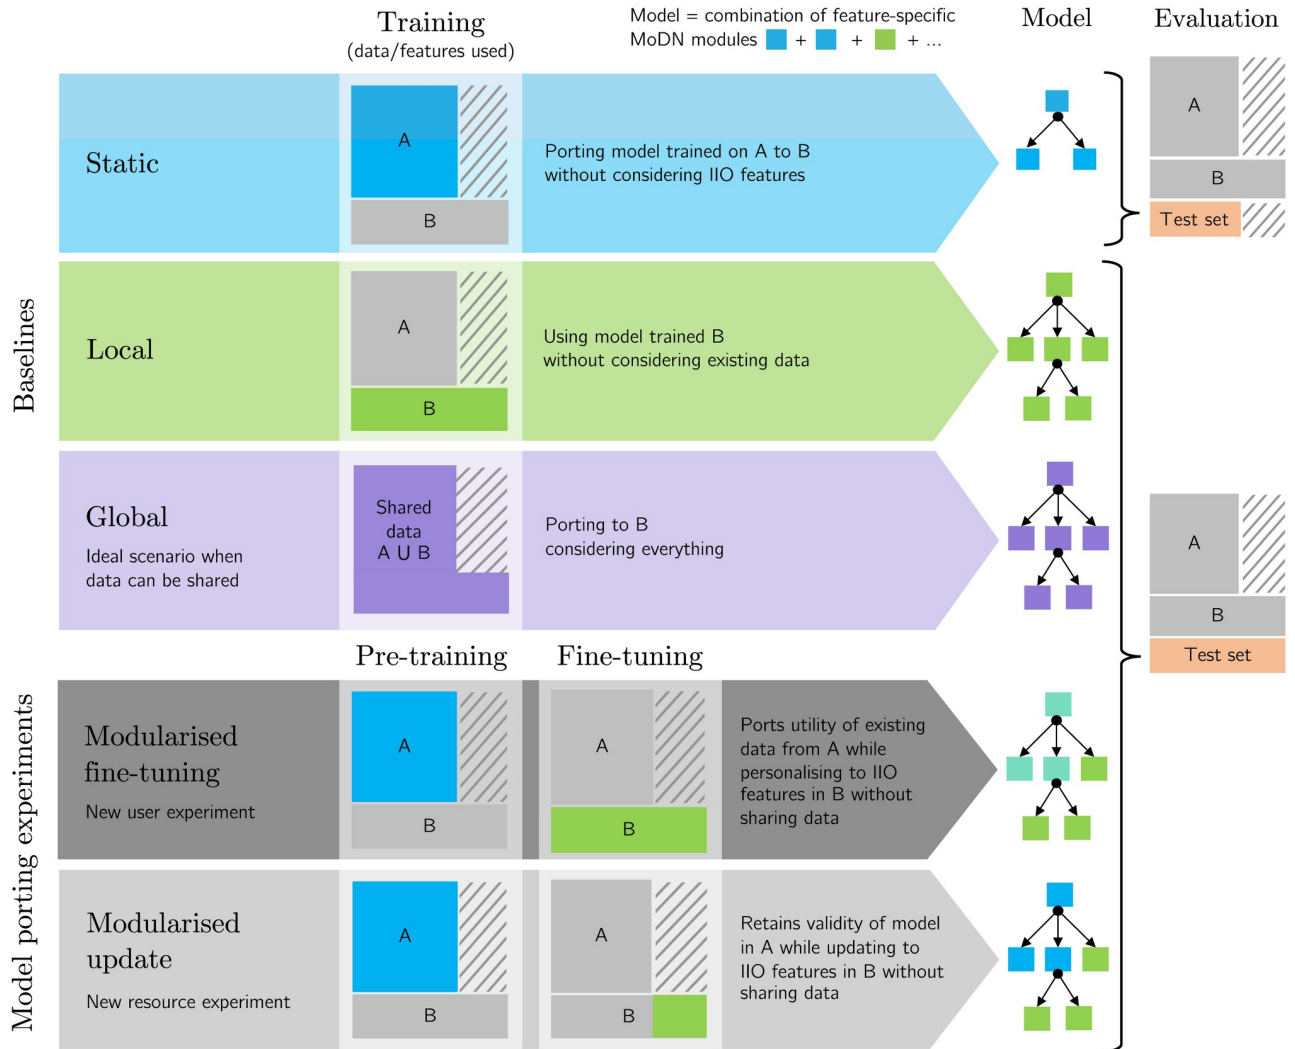 Training
(data/features used)
Model = combination of feature-specific
MoDN modules + + + ...
Model
Evaluation
Baselines
Static
A
B
Porting model trained on A to B
without considering IIO features
A
B
Test set
Local
A
B
Using model trained B
without considering existing data
Global
Ideal scenario when
data can be shared
Shared
data
A U B
Porting to B
considering everything
A
B
Test set
Pre-training
Fine-tuning
Model porting experiments
Modularised
fine-tuning
New user experiment
A
B
A
B
Ports utility of existing
data from A while
personalising to IIO
features in B without
sharing data
Modularised
update
New resource experiment
A
B
A
B
Retains validity of model
in A while updating to
IIO features in B without
sharing data